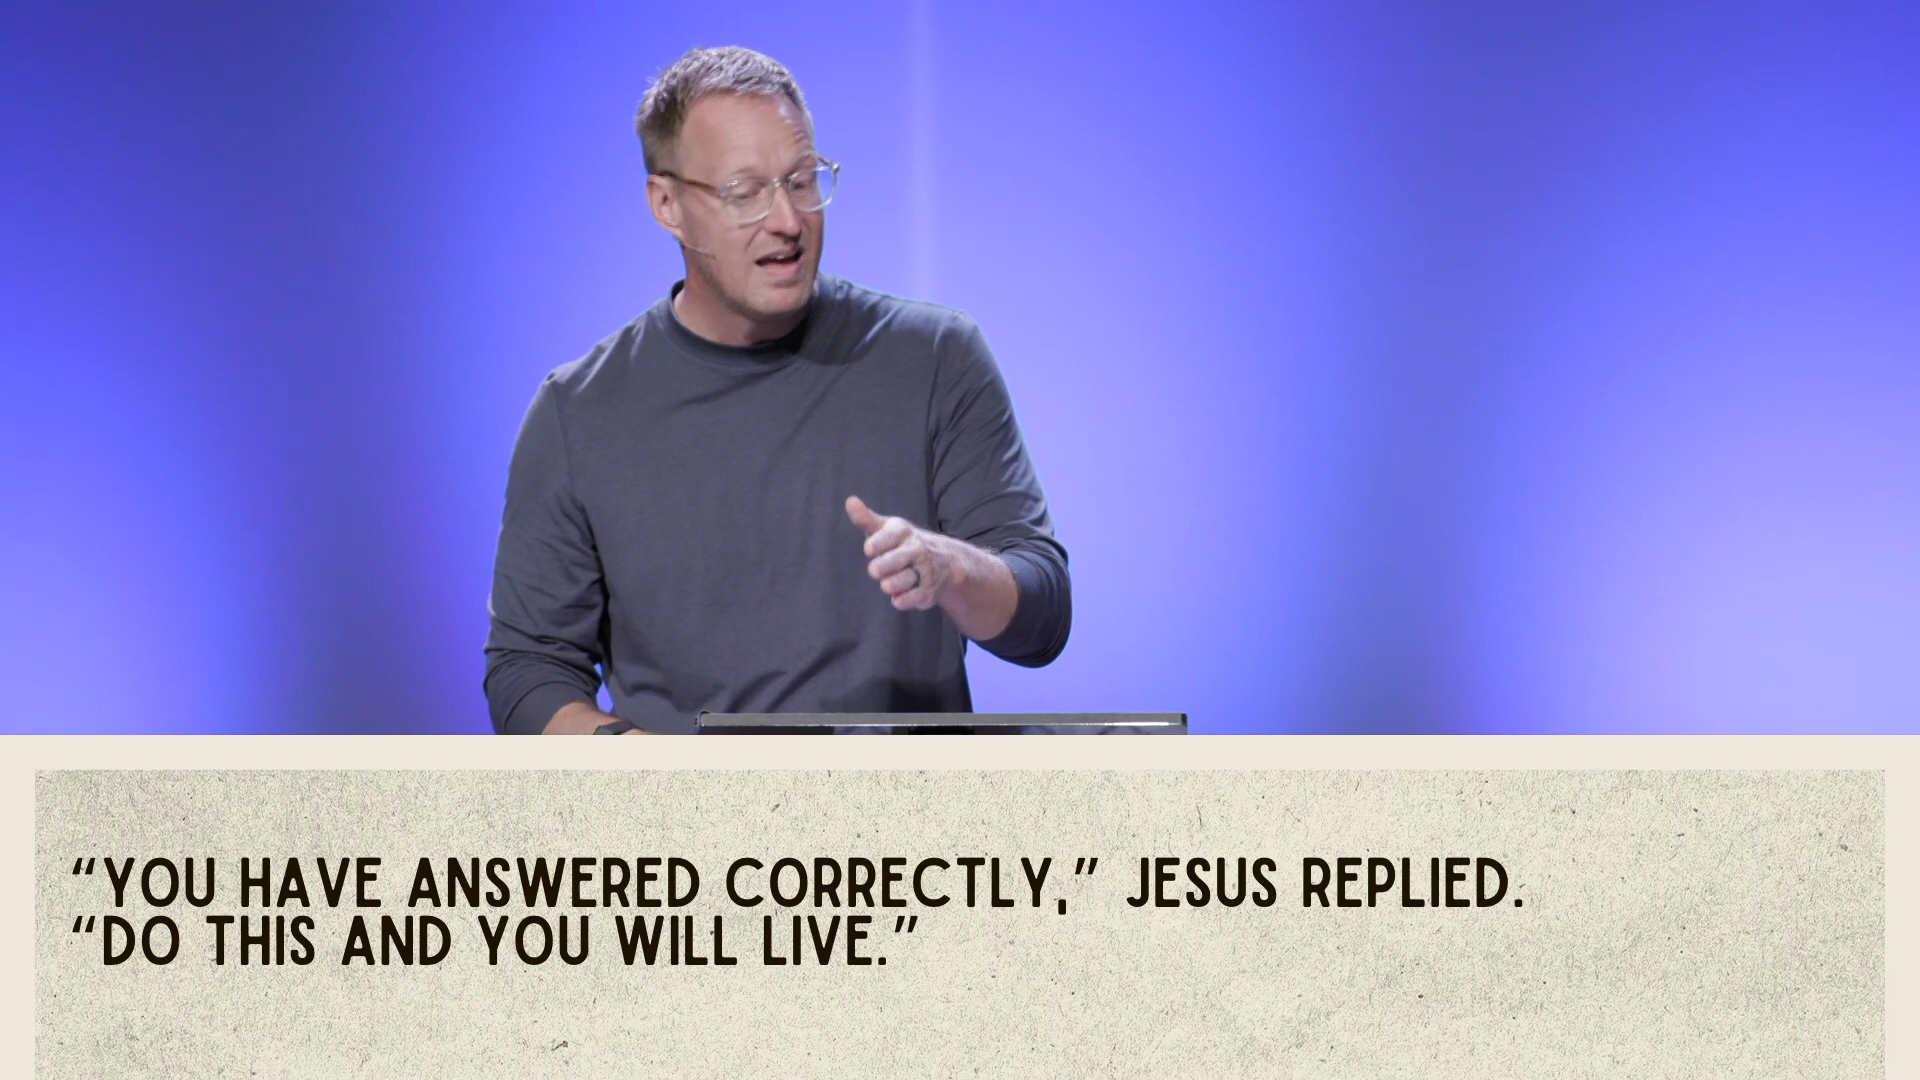 “YOU HAVE ANSWERED CORRECTLY,” JESUS REPLIED.
“DO THIS AND YOU WILL LIVE.”